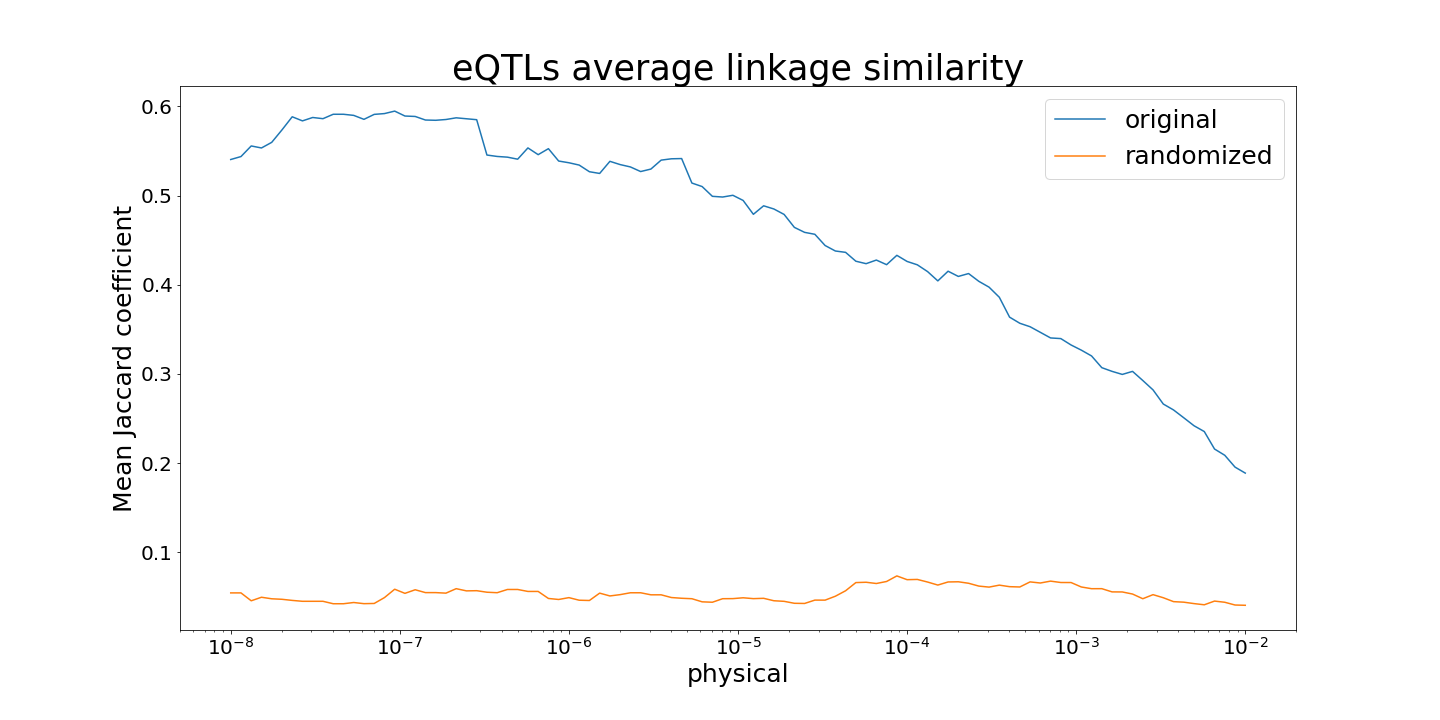 eQTLs average linkage similarity
original
randomized
Mean Jaccard coefficient
0.6
0.5
0.4
0.3
0.2
0.1
10⁻⁸ 10⁻⁷ 10⁻⁶ 10⁻⁵ 10⁻⁴ 10⁻³ 10⁻²
physical